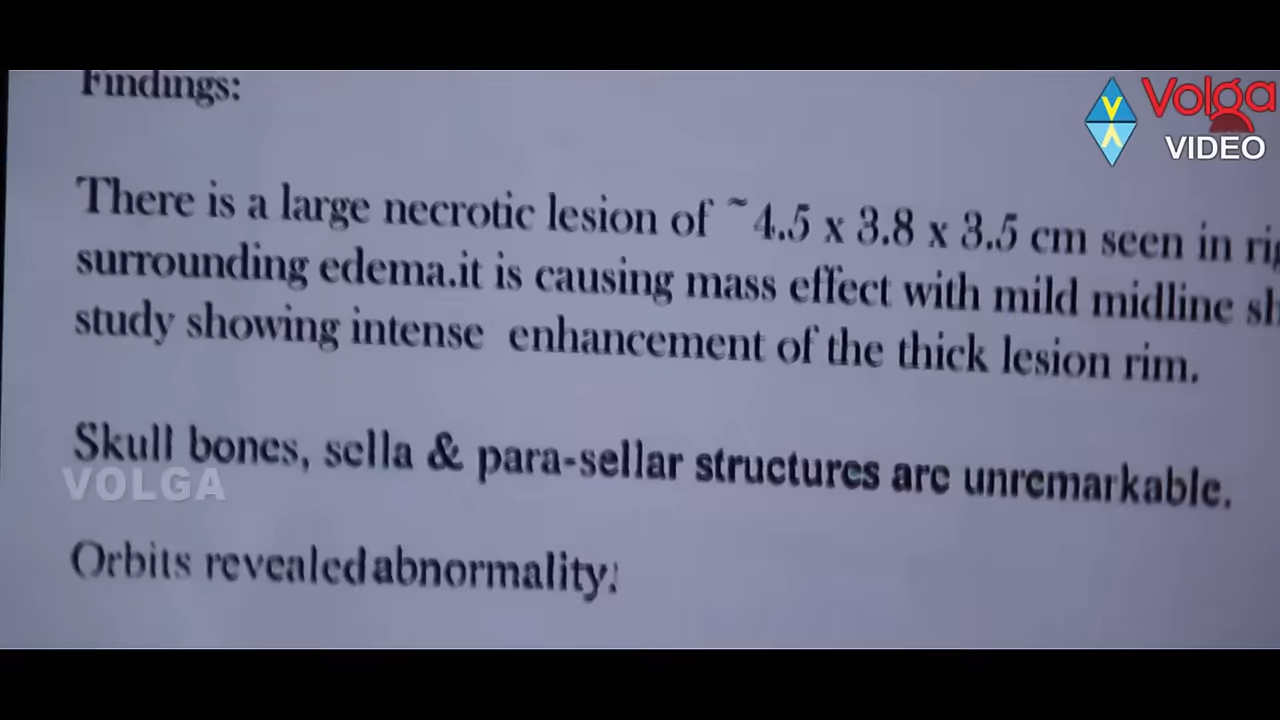 Findings:
Volga
VIDEO
There is a large necrotic lesion of ~4.5 x 3.8 x 3.5 cm seen in
surrounding edema.it is causing mass effect with mild midline
study showing intense enhancement of the thick lesion rim.
Skull bones, sella & para-sellar structures are unremarkable.
VOLGA
Orbits revealed abnormality.